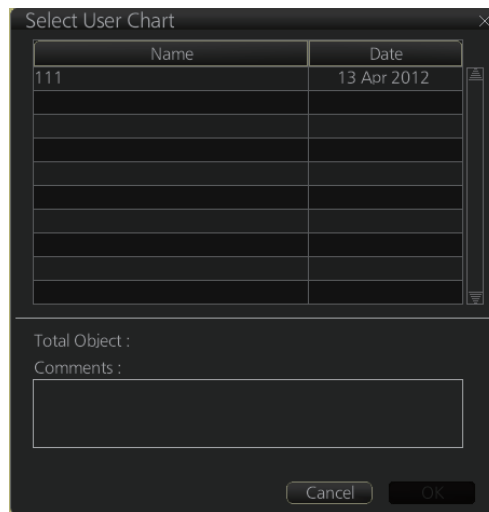 Select User Chart
Name Date
111 13 Apr 2012
Total Object :
Comments :
Cancel OK